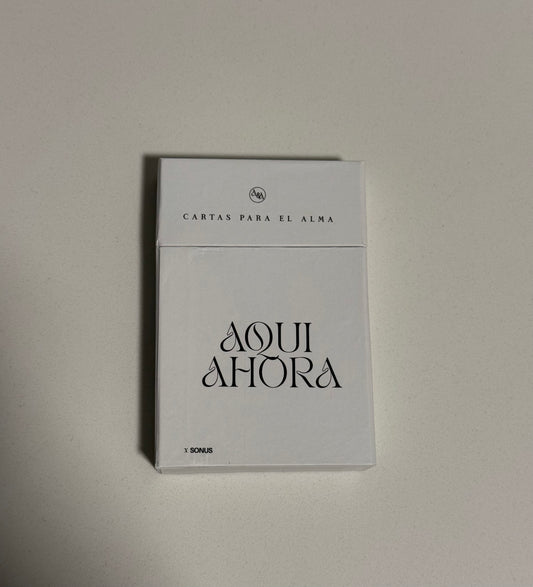 CARTAS PARA EL ALMA
AQUI
AHORA
x SONUS